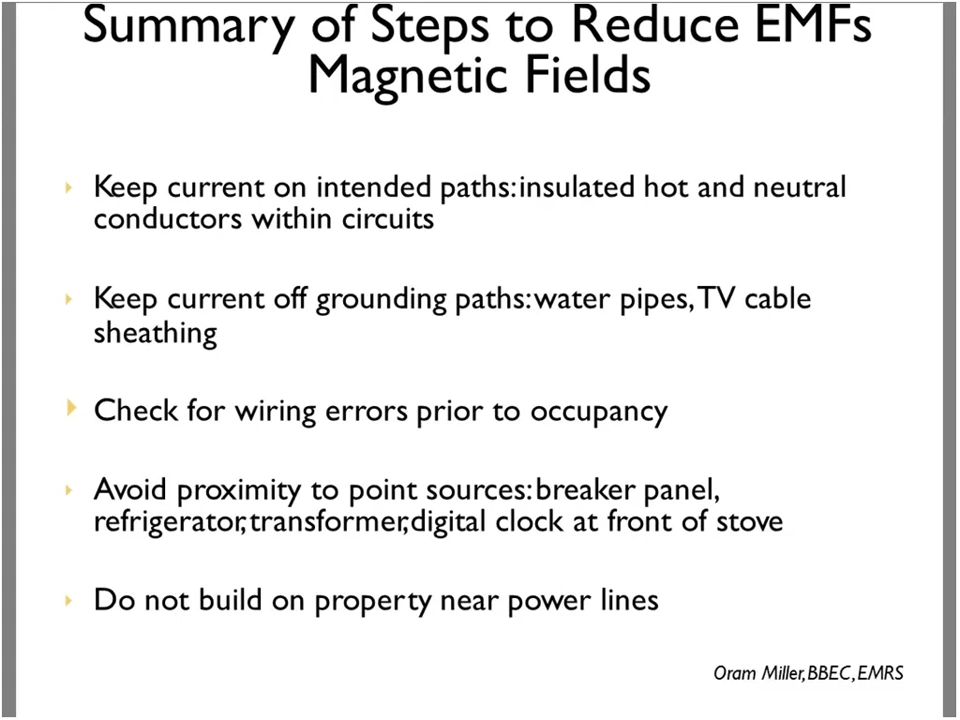 Summary of Steps to Reduce EMFs
Magnetic Fields
Keep current on intended paths:insulated hot and neutral
conductors within circuits
Keep current off grounding paths:water pipes,TV cable
sheathing
Check for wiring errors prior to occupancy
Avoid proximity to point sources:breaker panel,
refrigerator,transformer,digital clock at front of stove
Do not build on property near power lines
Oram Miller,BBEC,EMRS